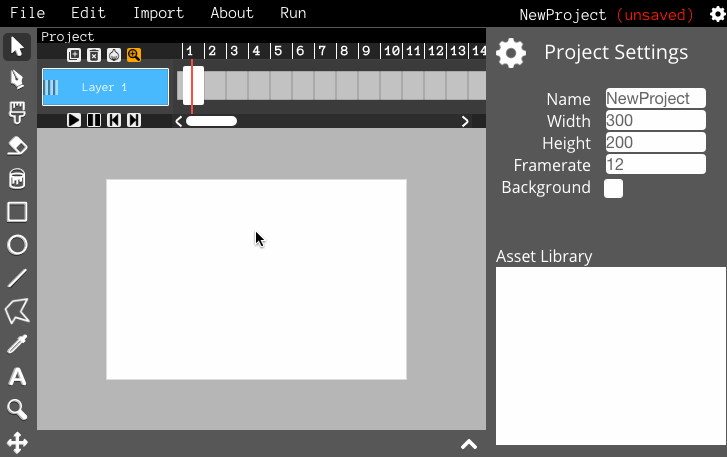 File Edit Import About Run
NewProject (unsaved)
Project
1 2 3 4 5 6 7 8 9 10 11 12 13 14
Layer 1
Project Settings
Name NewProject
Width 300
Height 200
Framerate 12
Background
Asset Library
A